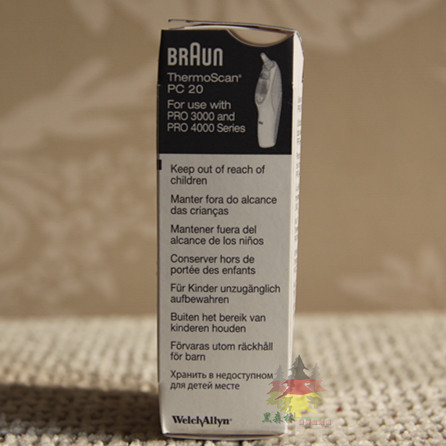 BRAUN
ThermoScan®
PC 20
For use with
PRO 3000 and
PRO 4000 Series
Keep out of reach of
children
Manter fora do alcance
das crianças
Mantener fuera del
alcance de los niños
Conserver hors de
portée des enfants
Für Kinder unzugänglich
aufbewahren
Buiten het bereik van
kinderen houden
Förvaras utom räckhåll
för barn
Хранить в недоступном
для детей месте
WelchAllyn®
黑森林